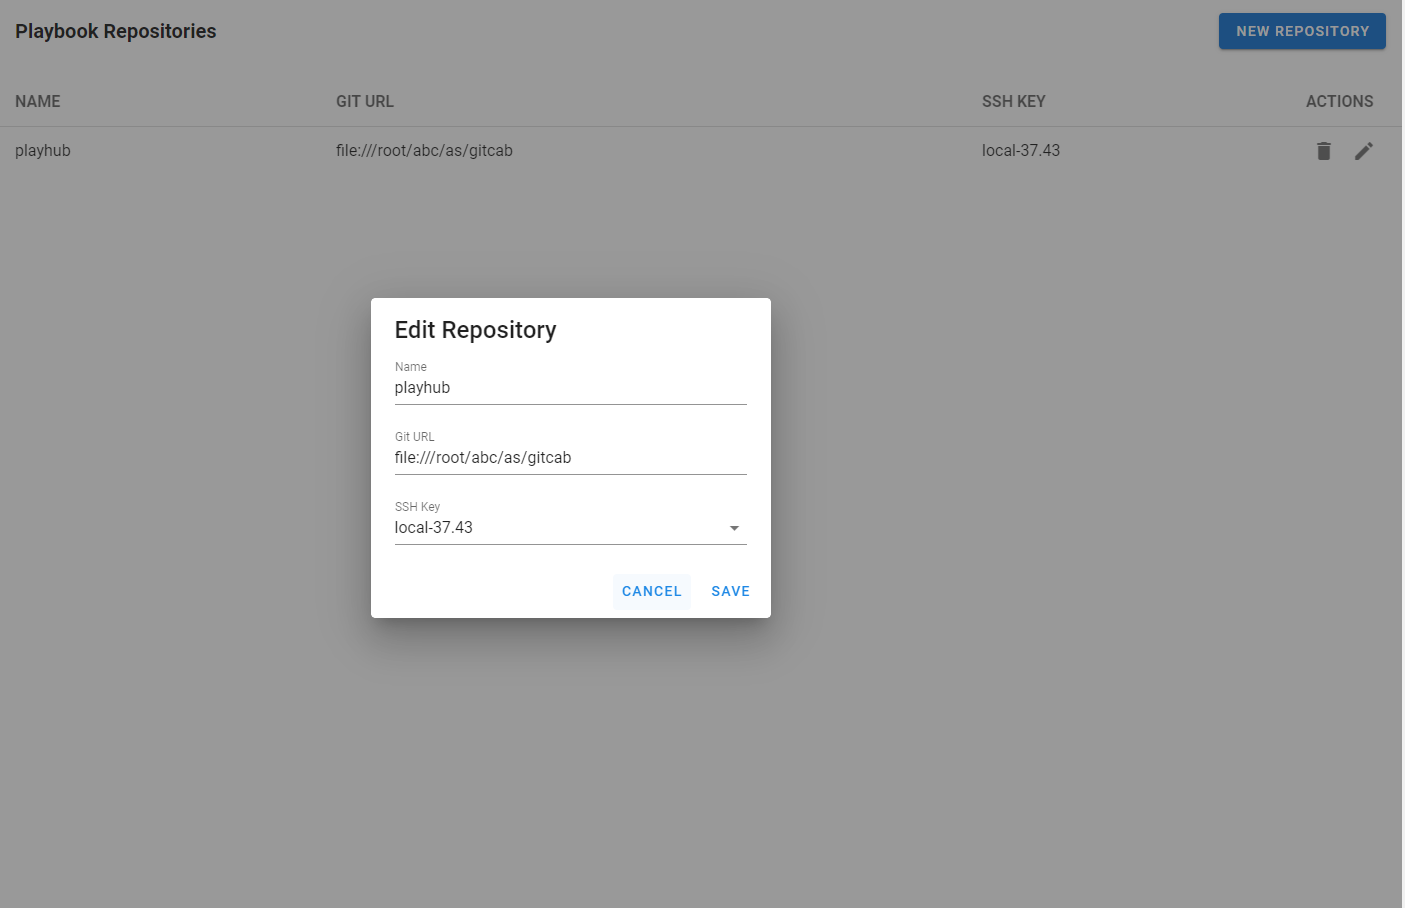 Playbook Repositories
NEW REPOSITORY
NAME GIT URL SSH KEY ACTIONS
playhub file:///root/abc/as/gitcab local-37.43
Edit Repository
Name
playhub
Git URL
file:///root/abc/as/gitcab
SSH Key
local-37.43
CANCEL SAVE